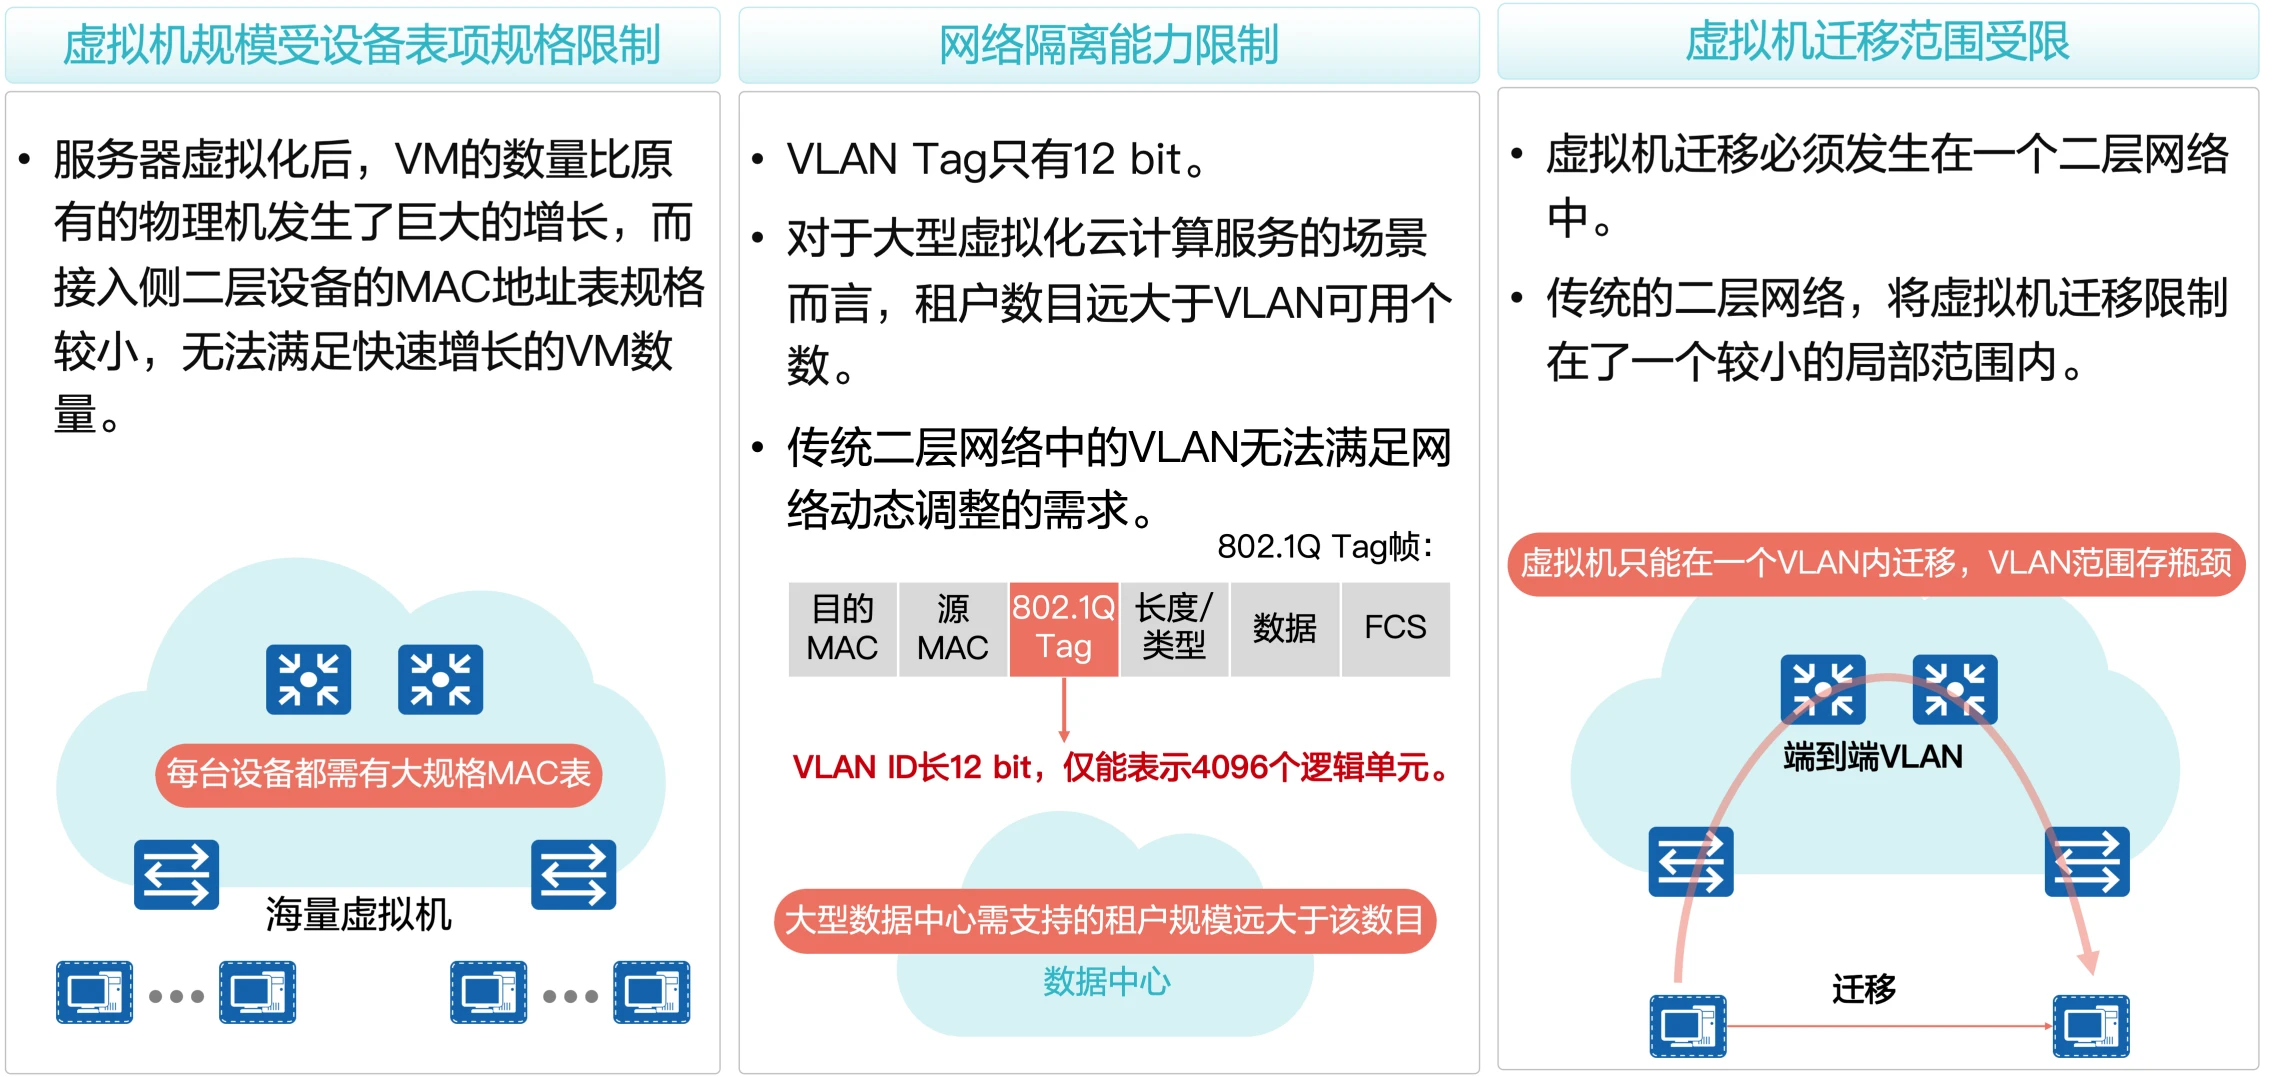 虚拟机规模受设备表项规格限制
• 服务器虚拟化后，VM的数量比原
有的物理机发生了巨大的增长，而
接入侧二层设备的MAC地址表规格
较小，无法满足快速增长的VM数
量。
每台设备都需有大规格MAC表
海量虚拟机
网络隔离能力限制
• VLAN Tag只有12 bit。
• 对于大型虚拟化云计算服务的场景
而言，租户数目远大于VLAN可用个
数。
• 传统二层网络中的VLAN无法满足网
络动态调整的需求。
802.1Q Tag帧：
目的
MAC
源
MAC
802.1Q
Tag
长度/
类型
数据
FCS
VLAN ID长12 bit，仅能表示4096个逻辑单元。
大型数据中心需支持的租户规模远大于该数目
数据中心
虚拟机迁移范围受限
• 虚拟机迁移必须发生在一个二层网络
中。
• 传统的二层网络，将虚拟机迁移限制
在了一个较小的局部范围内。
虚拟机只能在一个VLAN内迁移，VLAN范围存瓶颈
端到端VLAN
迁移